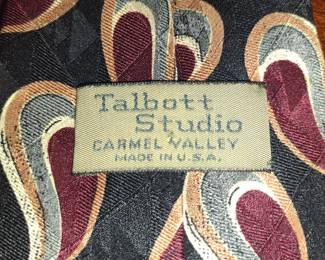 Talbott
Studio
CARMEL VALLEY
MADE IN U.S.A.